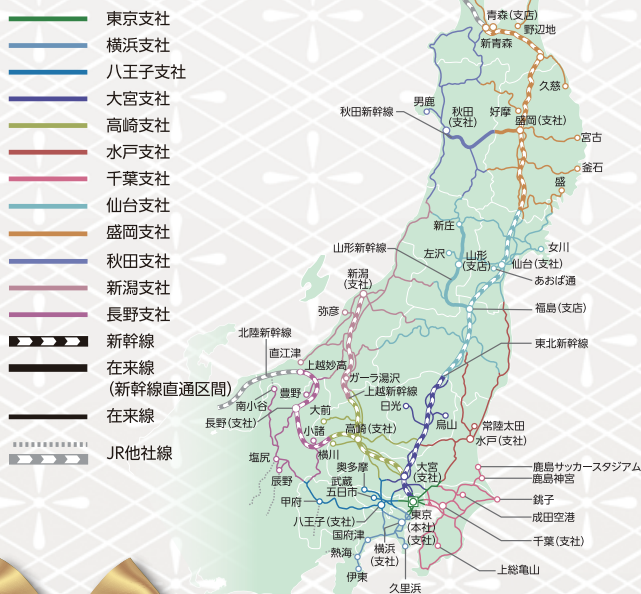 東京支社
横浜支社
八王子支社
大宮支社
高崎支社
水戸支社
千葉支社
仙台支社
盛岡支社
秋田支社
新潟支社
長野支社
新幹線
在来線
(新幹線直通区間)
在来線
JR他社線
青森(支店)
野辺地
新青森
久慈
男鹿
秋田新幹線
秋田
(支社)
好摩
盛岡(支社)
宮古
釜石
盛
新庄
女川
山形新幹線
左沢
山形
(支店)
仙台(支社)
あおば通
新潟
(支社)
福島(支店)
弥彦
北陸新幹線
東北新幹線
直江津
上越妙高
ガーラ湯沢
上越新幹線
南小谷
豊野
大前
日光
烏山
常陸太田
長野(支社)
小諸
高崎(支社)
水戸(支社)
横川
塩尻
奥多摩
大宮
(支社)
鹿島サッカースタジアム
鹿島神宮
辰野
武蔵
五日市
甲府
銚子
八王子(支社)
東京
(本社)
(支社)
成田空港
国府津
千葉(支社)
熱海
横浜
(支社)
伊東
上総亀山
久里浜